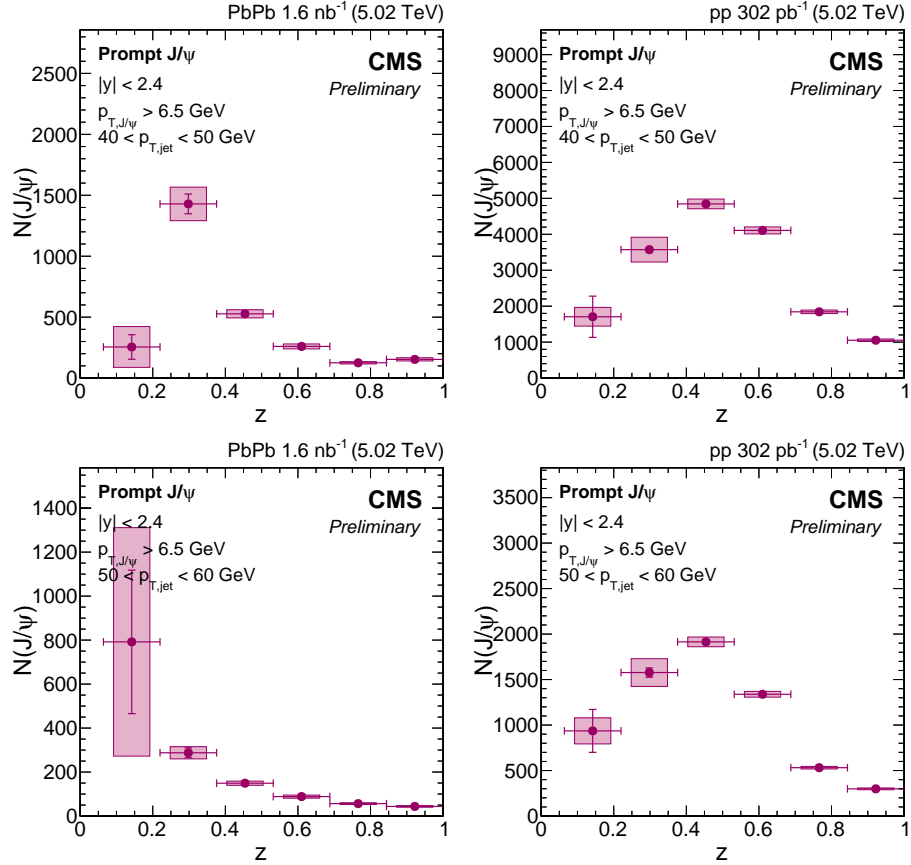 PbPb 1.6 nb⁻¹ (5.02 TeV)
2500
2000
1500
1000
500
0
N(J/ψ)
Prompt J/ψ
|y| < 2.4
p_T,J/ψ > 6.5 GeV
40 < p_T,jet < 50 GeV
CMS
Preliminary
0 0.2 0.4 0.6 0.8 1
z
pp 302 pb⁻¹ (5.02 TeV)
9000
8000
7000
6000
5000
4000
3000
2000
1000
0
N(J/ψ)
Prompt J/ψ
|y| < 2.4
p_T,J/ψ > 6.5 GeV
40 < p_T,jet < 50 GeV
CMS
Preliminary
0 0.2 0.4 0.6 0.8 1
z
PbPb 1.6 nb⁻¹ (5.02 TeV)
1400
1200
1000
800
600
400
200
0
N(J/ψ)
Prompt J/ψ
|y| < 2.4
p_T,J/ψ > 6.5 GeV
50 < p_T,jet < 60 GeV
CMS
Preliminary
0 0.2 0.4 0.6 0.8 1
z
pp 302 pb⁻¹ (5.02 TeV)
3500
3000
2500
2000
1500
1000
500
0
N(J/ψ)
Prompt J/ψ
|y| < 2.4
p_T,J/ψ > 6.5 GeV
50 < p_T,jet < 60 GeV
CMS
Preliminary
0 0.2 0.4 0.6 0.8 1
z